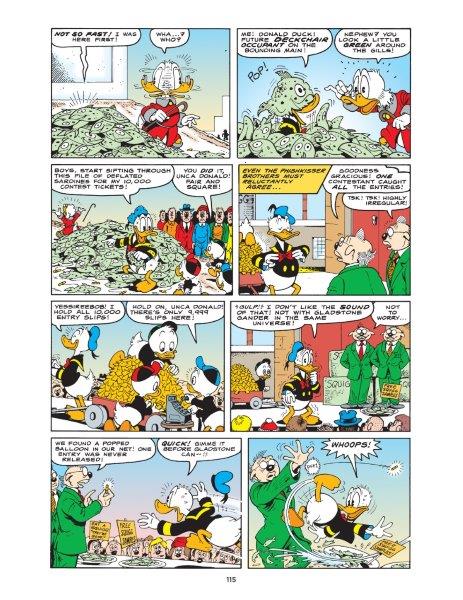 NOT SO FAST! I WAS
HERE FIRST!
WHA...?
WHO?
ME! DONALD DUCK!
FUTURE DECKCHAIR
OCCUPANT ON THE
BOUNDING MAIN!
POP!
NEPHEW? YOU
LOOK A LITTLE
GREEN AROUND
THE GILLS!
BOYS, START SIFTING THROUGH
THIS PILE OF DEFLATED
SARDINES FOR MY 10,000
CONTEST TICKETS!
YOU DID IT,
UNCA DONALD!
FAIR AND
SQUARE!
EVEN THE PHISHKISSER
BROTHERS MUST
RELUCTANTLY
AGREE...
GOODNESS
GRACIOUS! ONE
CONTESTANT CAUGHT
ALL THE ENTRIES!
TSK! TSK! HIGHLY
IRREGULAR!
YESSIREEBOB! I
HOLD ALL 10,000
ENTRY SLIPS!
HOLD ON, UNCA DONALD!
THERE'S ONLY 9,999
SLIPS HERE!
*GULP!* I DON'T LIKE THE SOUND
OF THAT! NOT WITH GLADSTONE
GANDER IN THE SAME
UNIVERSE!
NOT
TO
WORRY...
SQUIG
WE FOUND A POPPED
BALLOON IN OUR NET! ONE
ENTRY WAS NEVER
RELEASED!
QUICK! GIMME IT
BEFORE GLADSTONE
CAN--!!
FREE
SQUID
SAMPLES
WHOOPS!
115